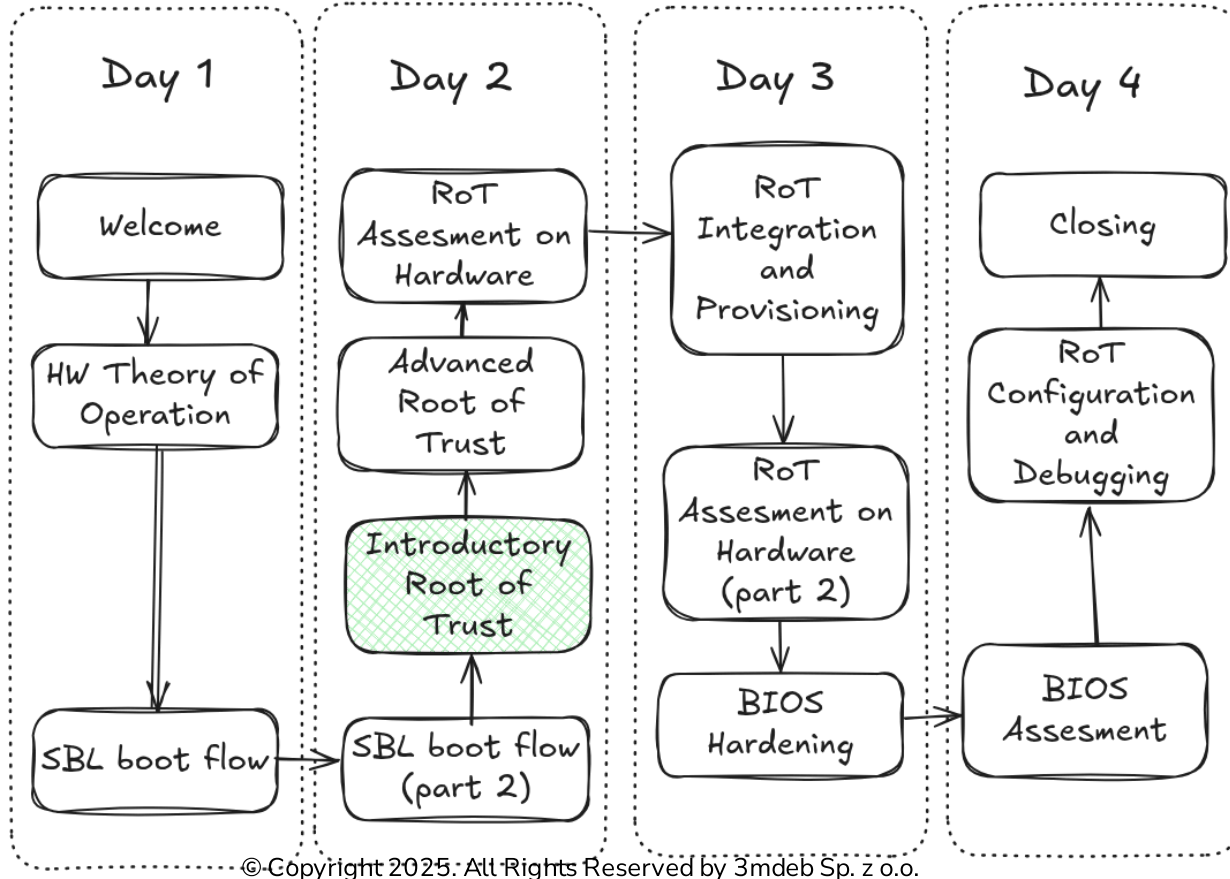 Day 1
Welcome
HW Theory of
Operation
SBL boot flow
Day 2
RoT
Assesment on
Hardware
Advanced
Root of
Trust
Introductory
Root of
Trust
SBL boot flow
(part 2)
Day 3
RoT
Integration
and
Provisioning
RoT
Assesment on
Hardware
(part 2)
BIOS
Hardening
Day 4
Closing
RoT
Configuration
and
Debugging
BIOS
Assesment
© Copyright 2025. All Rights Reserved by 3mdeb Sp. z o.o.